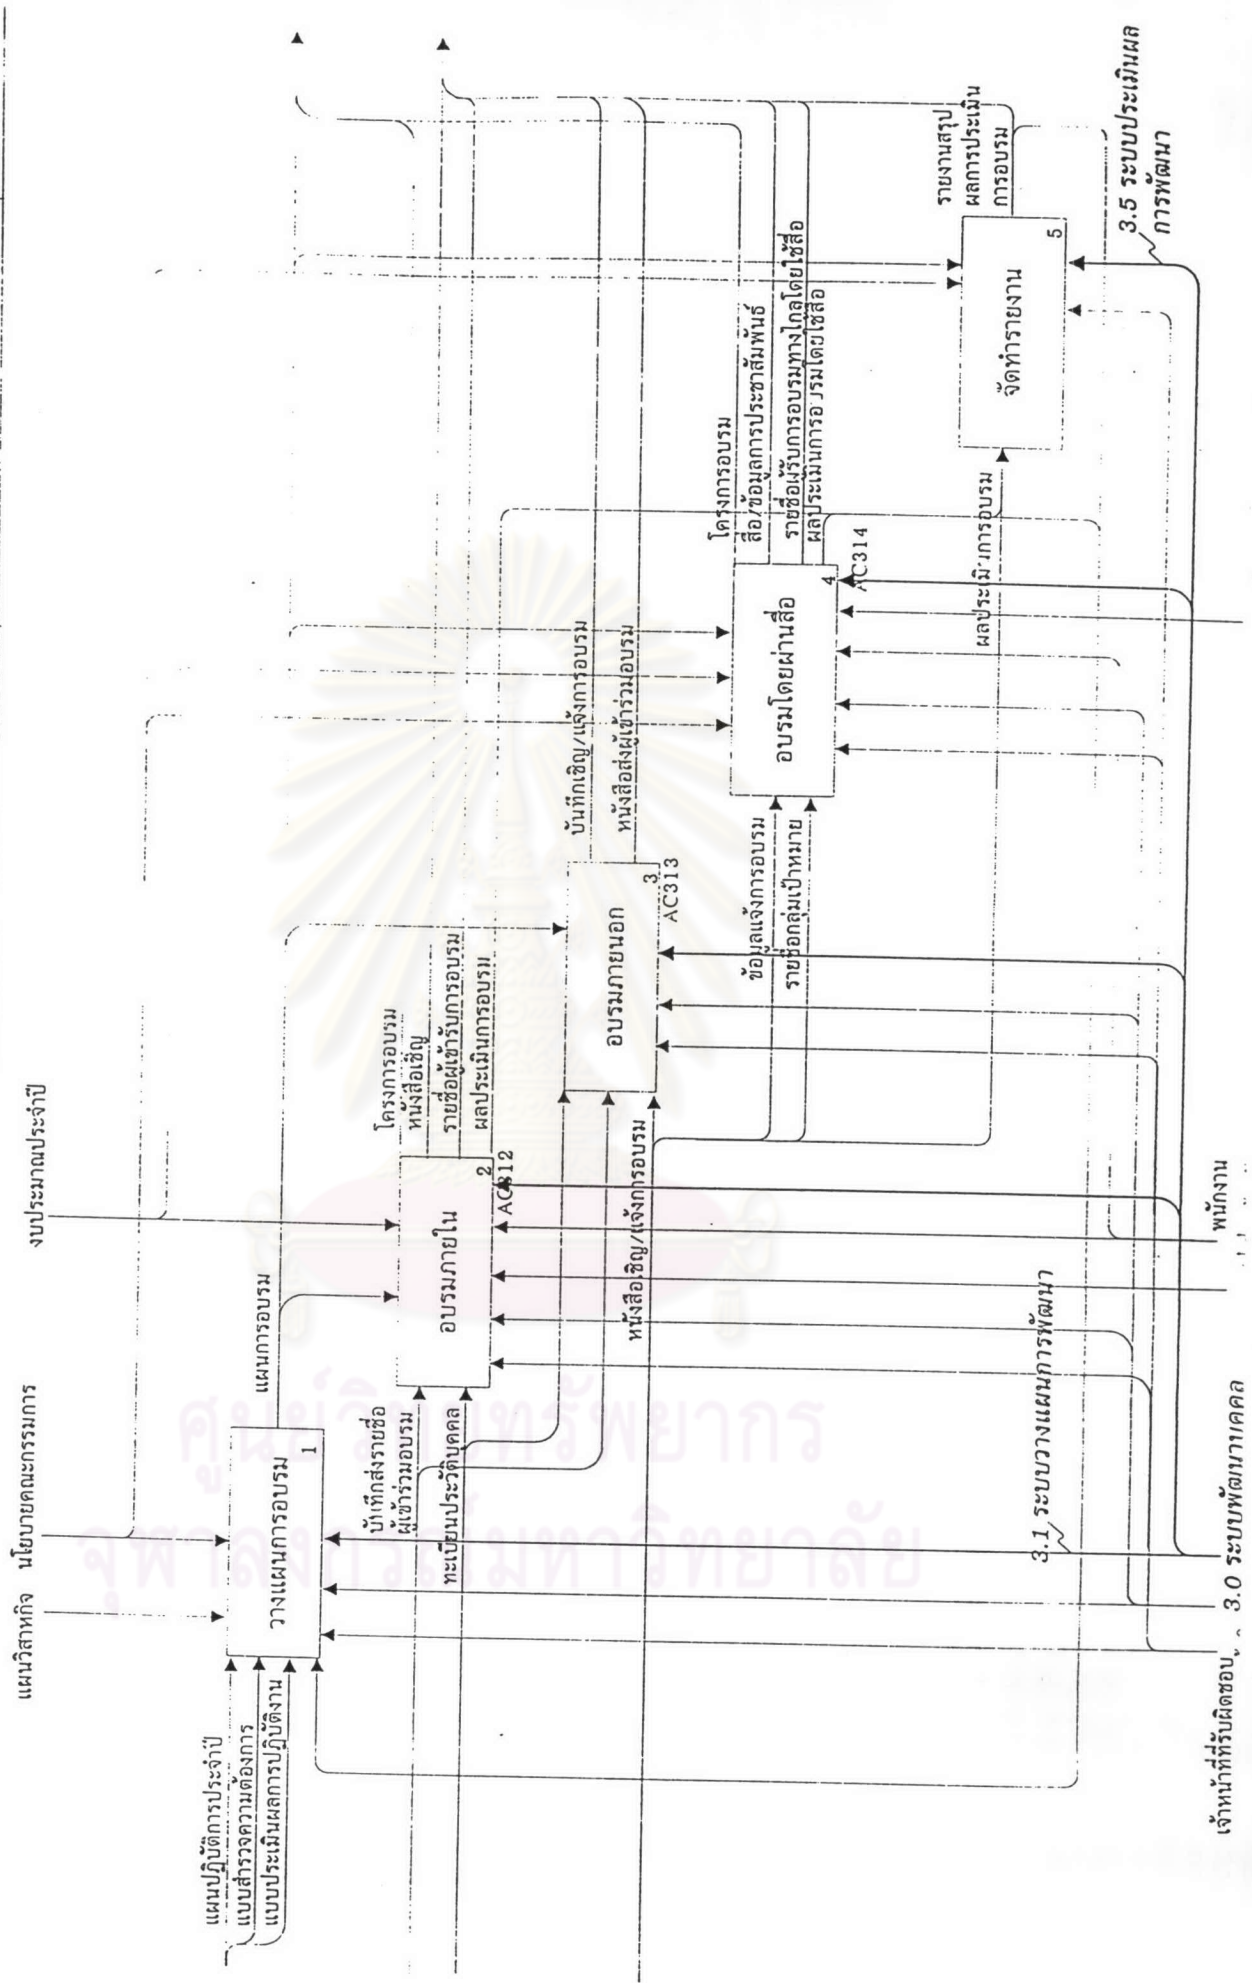 แผนวิสาหกิจ
นโยบายคณะกรรมการ
งบประมาณประจำปี
แผนปฏิบัติการประจำปี
แบบสำรวจความต้องการ
แบบประเมินผลการปฏิบัติงาน
วางแผนการอบรม
1
แผนการอบรม
บันทึกส่งรายชื่อ
ผู้เข้าร่วมอบรม
ทะเบียนประวัติบุคคล
อบรมภายใน
2
AC312
โครงการอบรม
หนังสือเชิญ
รายชื่อผู้เข้ารับการอบรม
ผลประเมินการอบรม
หนังสือเชิญ/แจ้งการอบรม
อบรมภายนอก
3
AC313
บันทึกเชิญ/แจ้งการอบรม
หนังสือส่งผู้เข้าร่วมอบรม
ข้อมูลแจ้งการอบรม
รายชื่อกลุ่มเป้าหมาย
อบรมโดยผ่านสื่อ
4
AC314
โครงการอบรม
สื่อ/ข้อมูลการประชาสัมพันธ์
รายชื่อผู้รับการอบรมทางไกลโดยใช้สื่อ
ผลประเมินการอบรมโดยใช้สื่อ
ผลประเมินการอบรม
จัดทำรายงาน
5
รายงานสรุป
ผลการประเมิน
การอบรม
3.5 ระบบประเมินผล
การพัฒนา
3.1 ระบบวางแผนการพัฒนา
เจ้าหน้าที่ที่รับผิดชอบ
3.0 ระบบพัฒนาบุคคล
พนักงาน
ศูนย์วิทยทรัพยากร
จุฬาลงกรณ์มหาวิทยาลัย